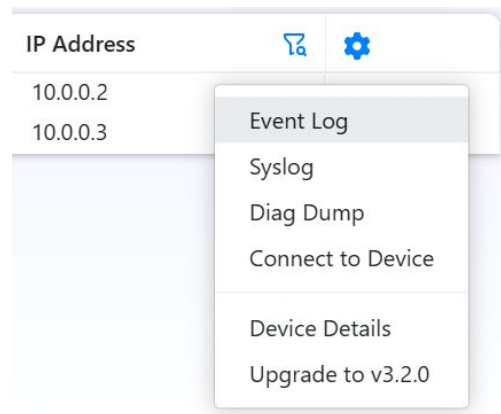 IP Address
10.0.0.2
10.0.0.3
Event Log
Syslog
Diag Dump
Connect to Device
Device Details
Upgrade to v3.2.0